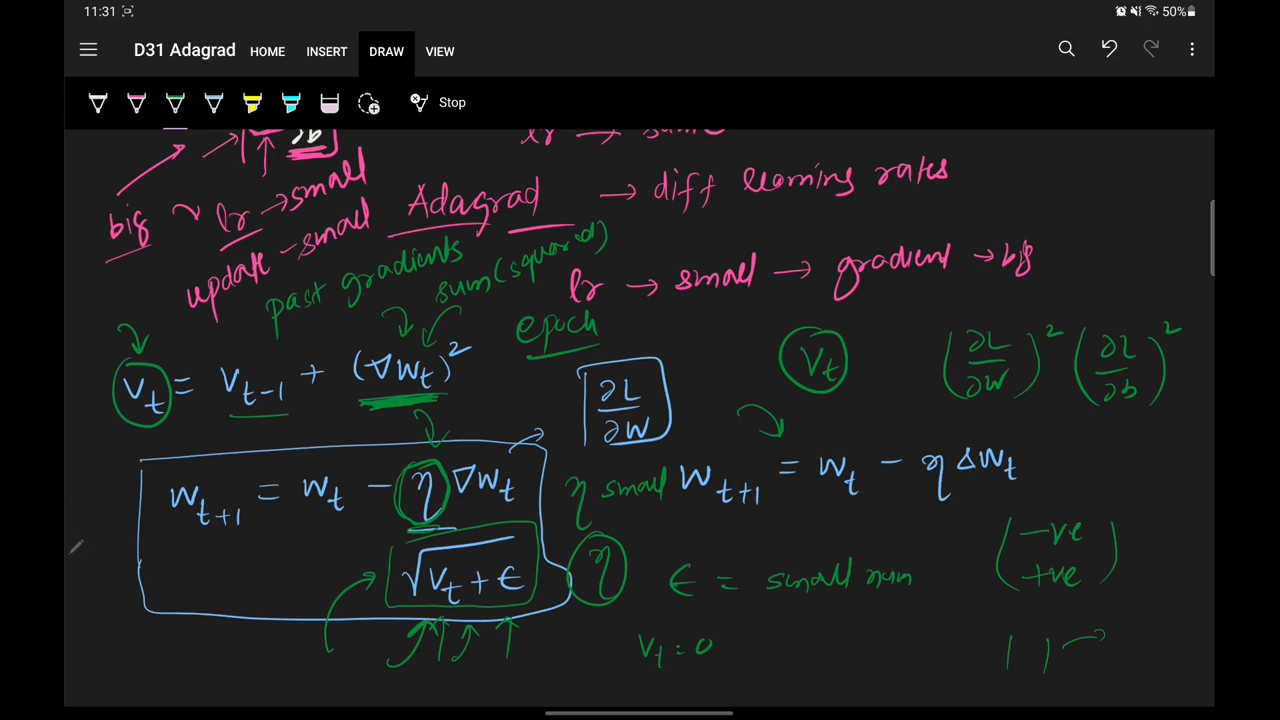 11:31 50%
D31 Adagrad HOME INSERT DRAW VIEW
Stop
big lr → small
update - small
Adagrad → diff learning rates
past gradients
sum (squared)
lr → small → gradient → big
epoch
Vt = Vt-1 + (∇Wt)²
∂L/∂W
Vt (∂L/∂W)² (∂L/∂b)²
Wt+1 = Wt - η ∇Wt
√Vt + ϵ
η small Wt+1 = Wt - η ΔWt
η ϵ = small num
(-ve
+ve)
Vt = 0